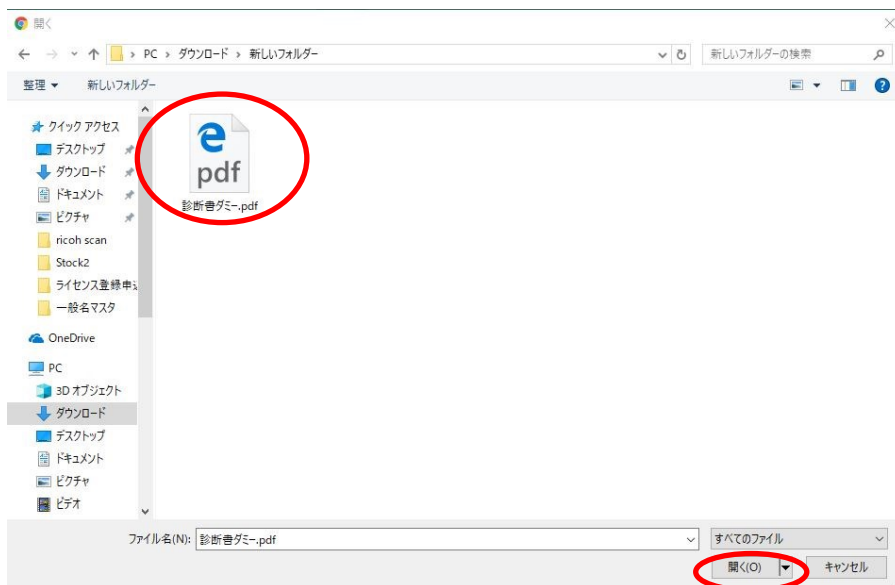 開く
PC › ダウンロード › 新しいフォルダー
新しいフォルダーの検索
整理
新しいフォルダー
クイック アクセス
デスクトップ
ダウンロード
ドキュメント
ピクチャ
ricoh scan
Stock2
ライセンス登録申込
一般名マスタ
OneDrive
PC
3D オブジェクト
ダウンロード
デスクトップ
ドキュメント
ピクチャ
ビデオ
pdf
診断書ダミー.pdf
ファイル名(N):
診断書ダミー.pdf
すべてのファイル
開く(O)
キャンセル